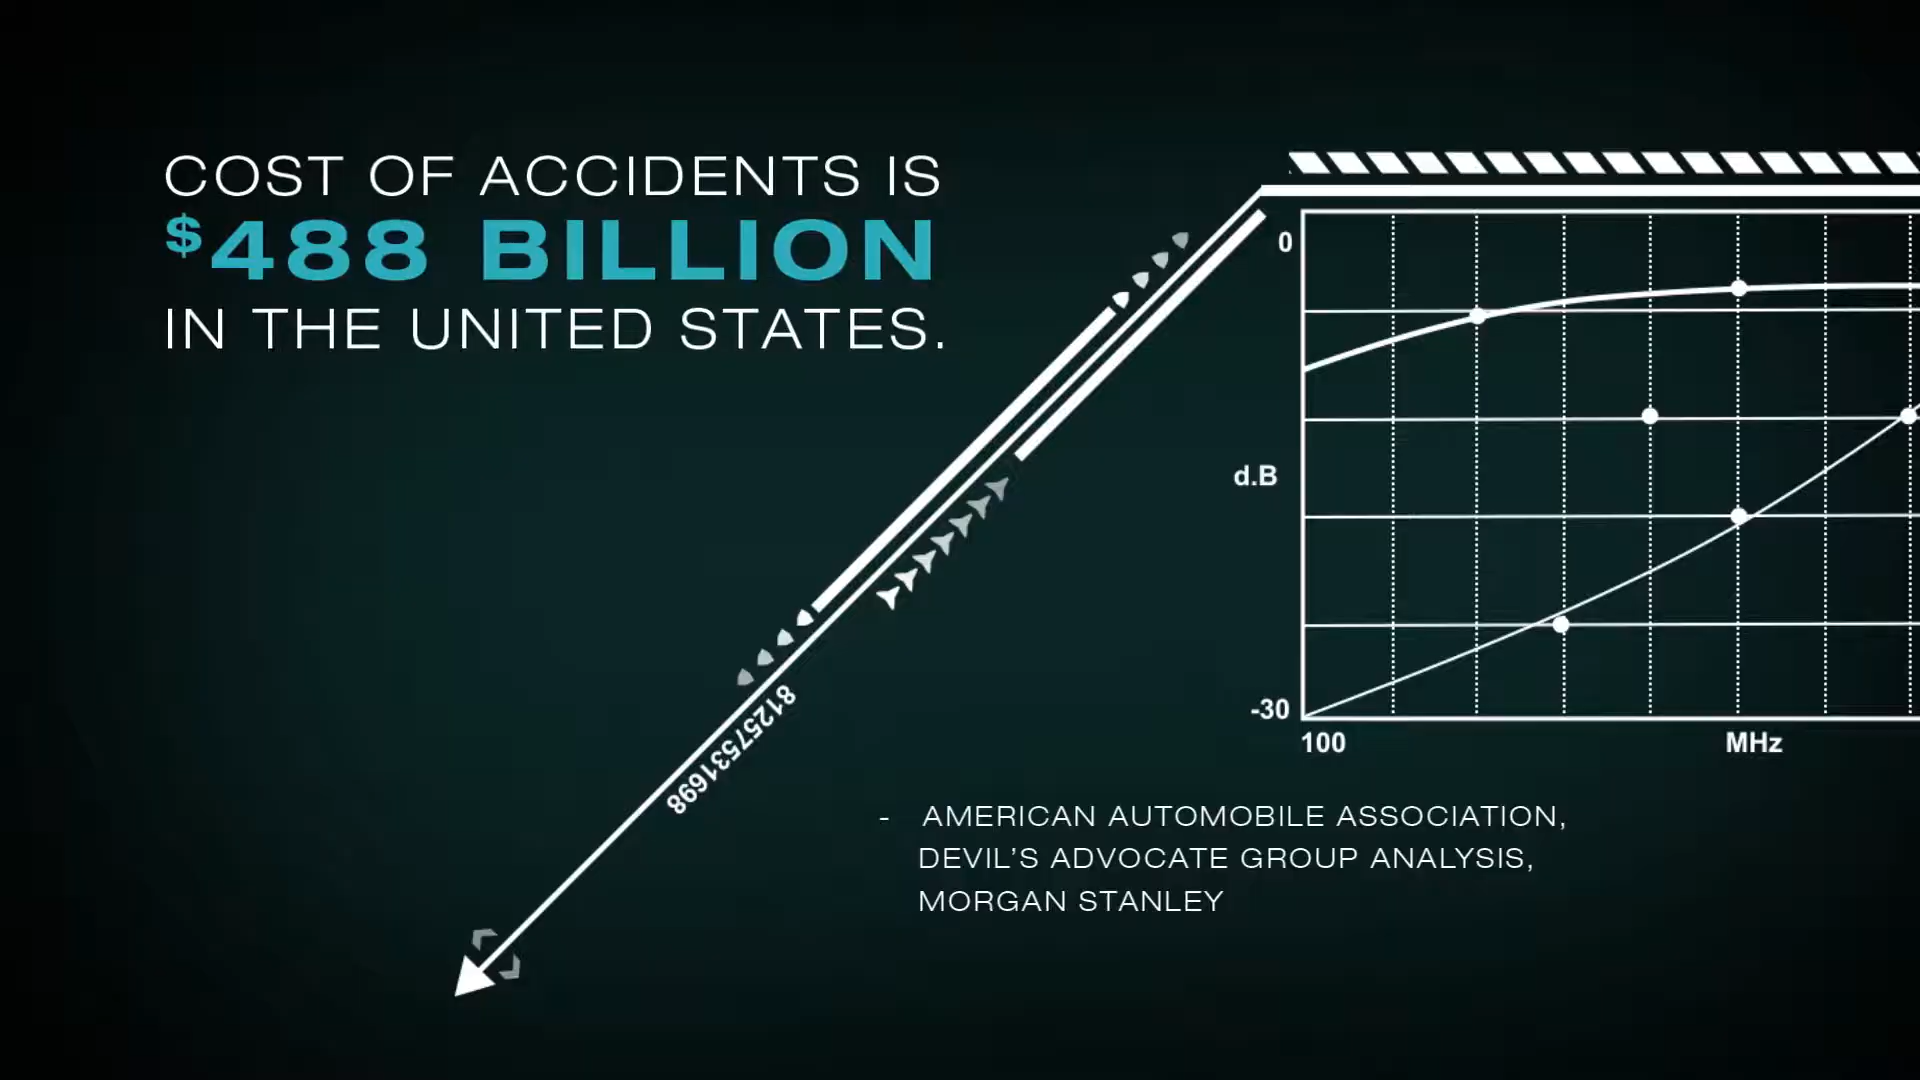 COST OF ACCIDENTS IS
$488 BILLION
IN THE UNITED STATES.
0
d.B
-30
100
MHz
812575531698
- AMERICAN AUTOMOBILE ASSOCIATION,
DEVIL'S ADVOCATE GROUP ANALYSIS,
MORGAN STANLEY